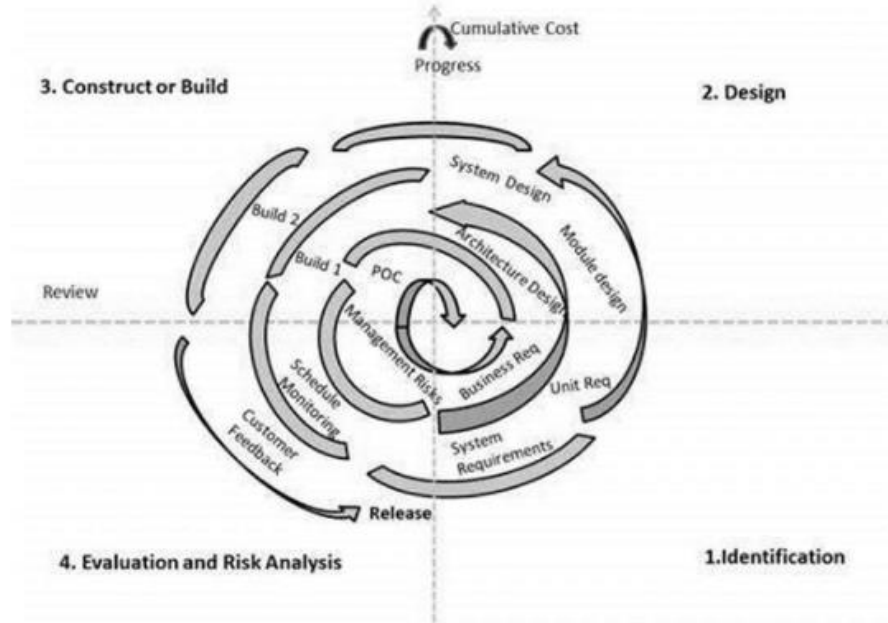 Cumulative Cost
Progress
3. Construct or Build
2. Design
System Design
Build 2
Architecture Design
Module design
Build 1
POC
Review
Management Risks
Business Req
Unit Req
Schedule
Monitoring
System
Requirements
Customer
Feedback
Release
4. Evaluation and Risk Analysis
1.Identification